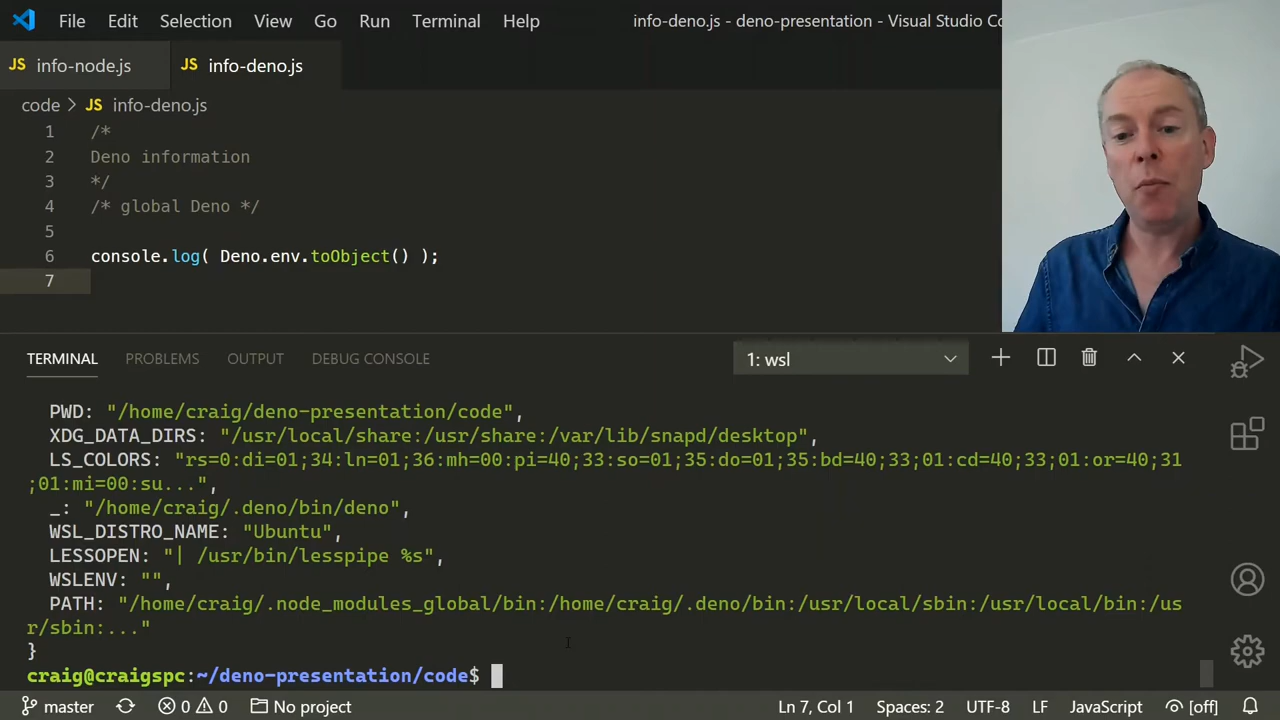 File Edit Selection View Go Run Terminal Help info-deno.js - deno-presentation - Visual Studio Co
JS info-node.js JS info-deno.js
code > JS info-deno.js
1 /*
2 Deno information
3 */
4 /* global Deno */
5
6 console.log( Deno.env.toObject() );
7
TERMINAL PROBLEMS OUTPUT DEBUG CONSOLE 1: wsl
PWD: "/home/craig/deno-presentation/code",
XDG_DATA_DIRS: "/usr/local/share:/usr/share:/var/lib/snapd/desktop",
LS_COLORS: "rs=0:di=01;34:ln=01;36:mh=00:pi=40;33:so=01;35:do=01;35:bd=40;33;01:cd=40;33;01:or=40;31
;01:mi=00:su...",
_: "/home/craig/.deno/bin/deno",
WSL_DISTRO_NAME: "Ubuntu",
LESSOPEN: "| /usr/bin/lesspipe %s",
WSLENV: "",
PATH: "/home/craig/.node_modules_global/bin:/home/craig/.deno/bin:/usr/local/sbin:/usr/local/bin:/us
r/sbin:..."
}
craig@craigspc:~/deno-presentation/code$
master 0 0 No project Ln 7, Col 1 Spaces: 2 UTF-8 LF JavaScript [off]